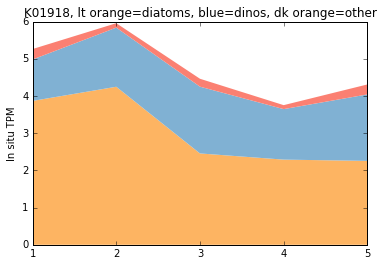 K01918, lt orange=diatoms, blue=dinos, dk orange=other
6
5
4
3
2
1
0
In situ TPM
1 2 3 4 5